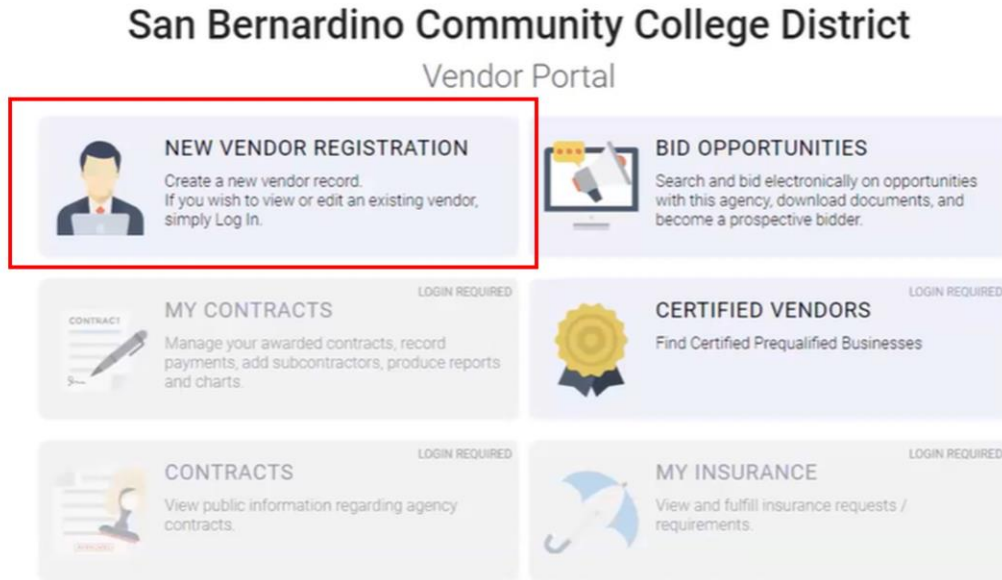 San Bernardino Community College District
Vendor Portal
NEW VENDOR REGISTRATION
Create a new vendor record.
If you wish to view or edit an existing vendor,
simply Log In.
BID OPPORTUNITIES
Search and bid electronically on opportunities
with this agency, download documents, and
become a prospective bidder.
LOGIN REQUIRED
MY CONTRACTS
CONTRACT
Manage your awarded contracts, record
payments, add subcontractors, produce reports
and charts.
LOGIN REQUIRED
CERTIFIED VENDORS
Find Certified Prequalified Businesses
LOGIN REQUIRED
CONTRACTS
View public information regarding agency
contracts.
LOGIN REQUIRED
MY INSURANCE
View and fulfill insurance requests /
requirements.